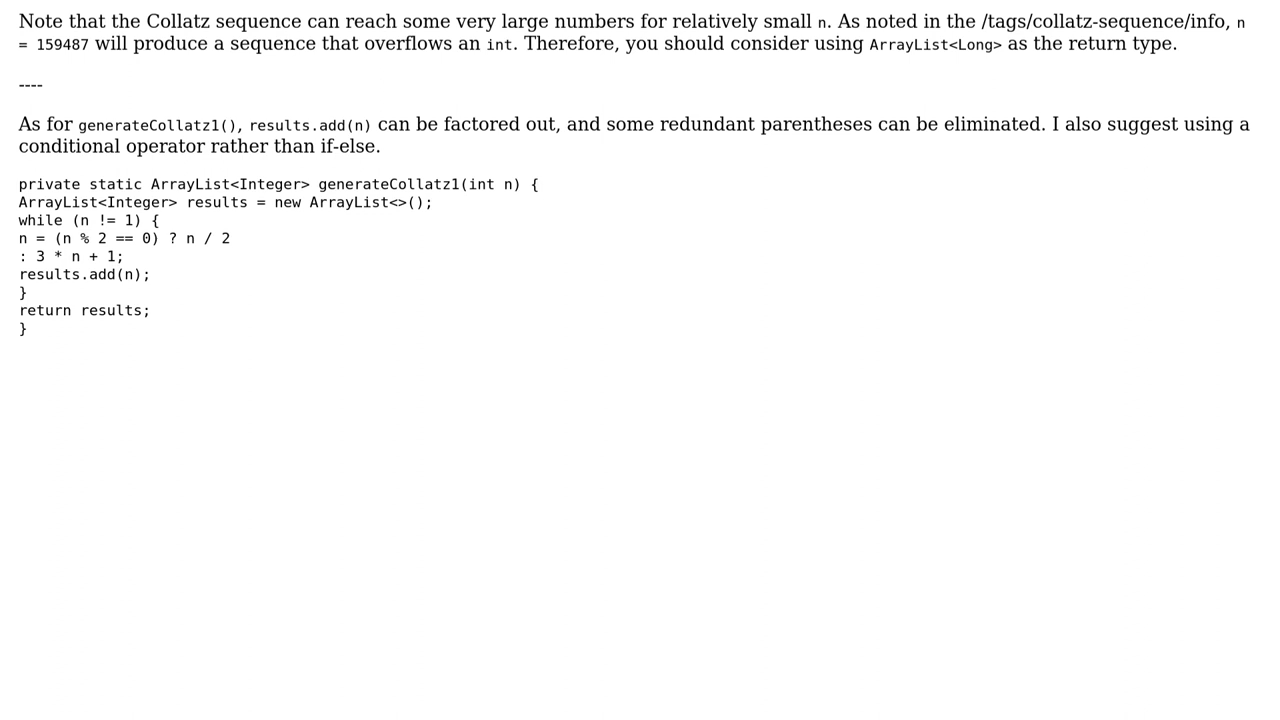 Note that the Collatz sequence can reach some very large numbers for relatively small n. As noted in the /tags/collatz-sequence/info, n
= 159487 will produce a sequence that overflows an int. Therefore, you should consider using ArrayList<Long> as the return type.
----
As for generateCollatz1(), results.add(n) can be factored out, and some redundant parentheses can be eliminated. I also suggest using a
conditional operator rather than if-else.
private static ArrayList<Integer> generateCollatz1(int n) {
ArrayList<Integer> results = new ArrayList<>();
while (n != 1) {
n = (n % 2 == 0) ? n / 2
: 3 * n + 1;
results.add(n);
}
return results;
}